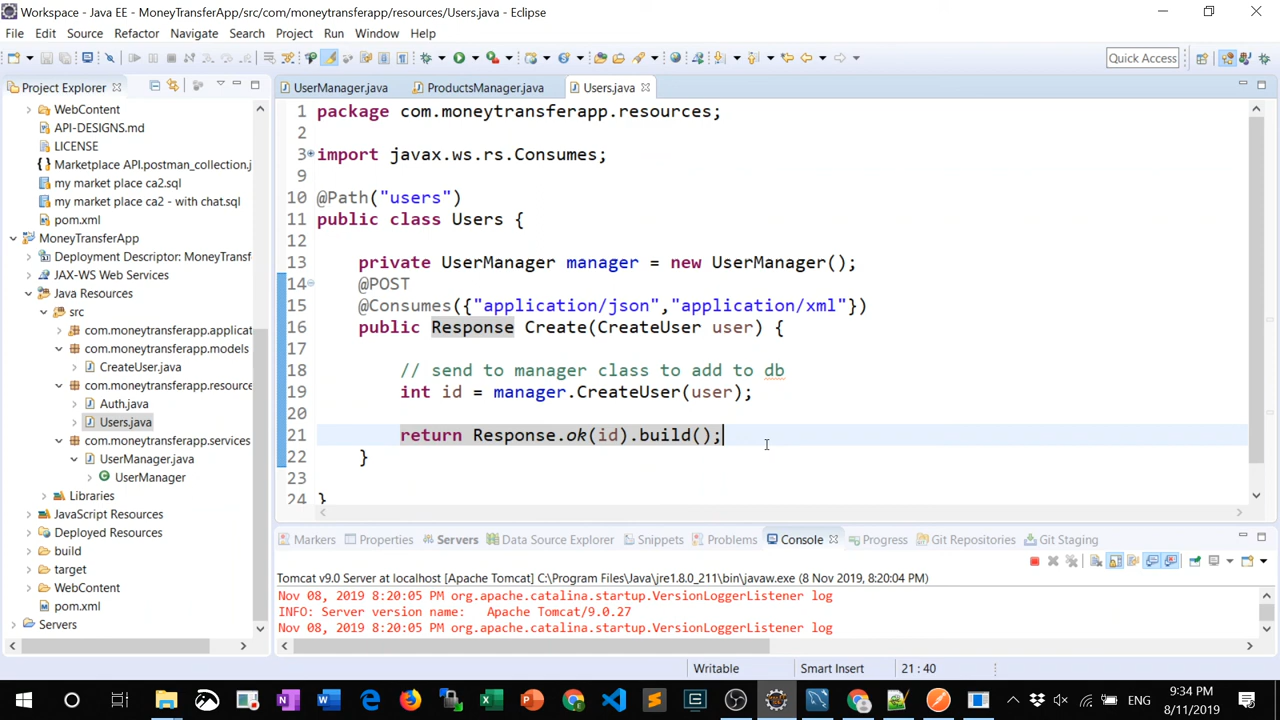 Workspace - Java EE - MoneyTransferApp/src/com/moneytransferapp/resources/Users.java - Eclipse
File Edit Source Refactor Navigate Search Project Run Window Help
Quick Access
Project Explorer
WebContent
API-DESIGNS.md
LICENSE
Marketplace API.postman_collection.j
my market place ca2.sql
my market place ca2 - with chat.sql
pom.xml
MoneyTransferApp
Deployment Descriptor: MoneyTransf
JAX-WS Web Services
Java Resources
src
com.moneytransferapp.applicat
com.moneytransferapp.models
CreateUser.java
com.moneytransferapp.resource
Auth.java
Users.java
com.moneytransferapp.services
UserManager.java
UserManager
Libraries
JavaScript Resources
Deployed Resources
build
target
WebContent
pom.xml
Servers
UserManager.java ProductsManager.java Users.java
1 package com.moneytransferapp.resources;
2
3 import javax.ws.rs.Consumes;
9
10 @Path("users")
11 public class Users {
12
13 private UserManager manager = new UserManager();
14 @POST
15 @Consumes({"application/json","application/xml"})
16 public Response Create(CreateUser user) {
17
18 // send to manager class to add to db
19 int id = manager.CreateUser(user);
20
21 return Response.ok(id).build();
22 }
23
24 }
Markers Properties Servers Data Source Explorer Snippets Problems Console Progress Git Repositories Git Staging
Tomcat v9.0 Server at localhost [Apache Tomcat] C:\Program Files\Java\jre1.8.0_211\bin\javaw.exe (8 Nov 2019, 8:20:04 PM)
Nov 08, 2019 8:20:05 PM org.apache.catalina.startup.VersionLoggerListener log
INFO: Server version name: Apache Tomcat/9.0.27
Nov 08, 2019 8:20:05 PM org.apache.catalina.startup.VersionLoggerListener log
Writable Smart Insert 21 : 40
ENG
9:34 PM
8/11/2019